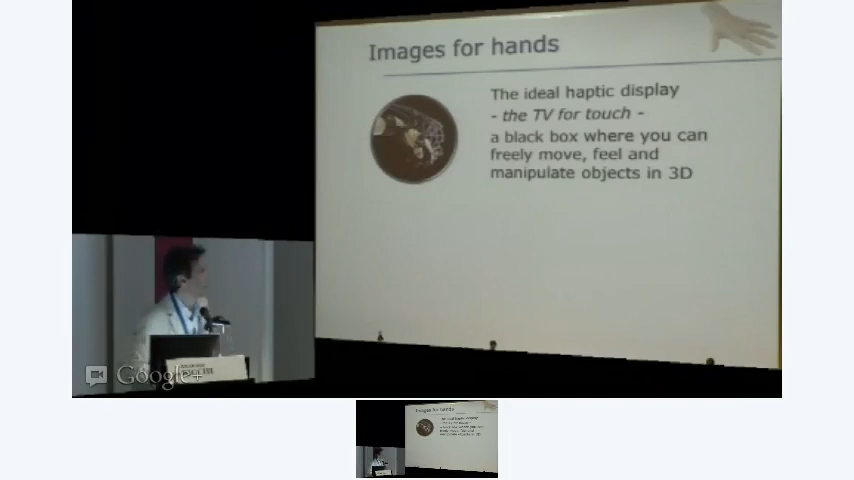 Images for hands
The ideal haptic display
- the TV for touch -
a black box where you can
freely move, feel and
manipulate objects in 3D
Google+